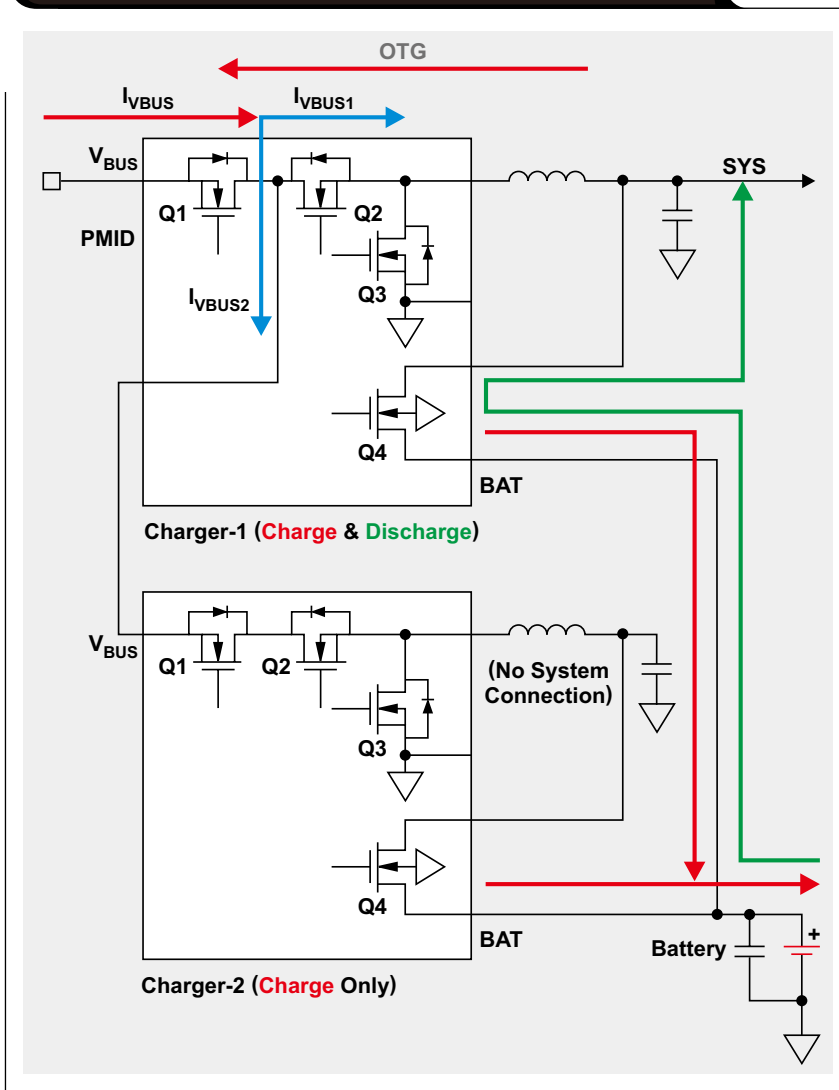 OTG
IVBUS
IVBUS1
VBUS
SYS
Q1
Q2
PMID
Q3
IVBUS2
Q4
BAT
Charger-1 (Charge & Discharge)
VBUS
Q1
Q2
(No System
Connection)
Q3
Q4
BAT
Battery
+
Charger-2 (Charge Only)